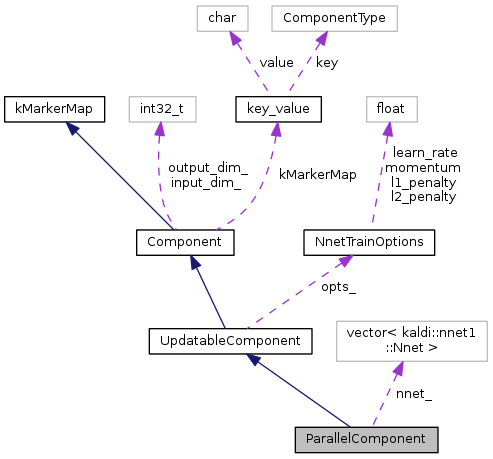 char
ComponentType
value
key
kMarkerMap
int32_t
key_value
float
output_dim_
input_dim_
kMarkerMap
learn_rate
momentum
l1_penalty
l2_penalty
Component
NnetTrainOptions
opts_
UpdatableComponent
vector< kaldi::nnet1
::Nnet >
nnet_
ParallelComponent